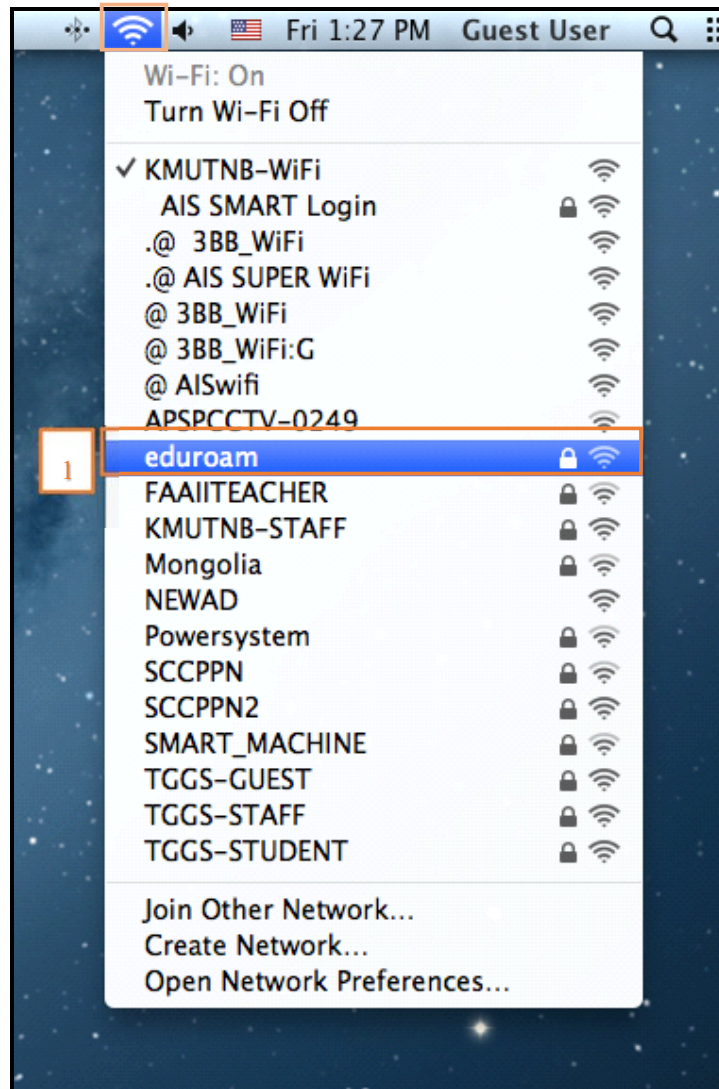 Fri 1:27 PM Guest User
Wi-Fi: On
Turn Wi-Fi Off
KMUTNB-WiFi
AIS SMART Login
.@ 3BB_WiFi
.@ AIS SUPER WiFi
@ 3BB_WiFi
@ 3BB_WiFi:G
@ AISwifi
APSPCCTV-0249
1
eduroam
FAAIITEACHER
KMUTNB-STAFF
Mongolia
NEWAD
Powersystem
SCCPPN
SCCPPN2
SMART_MACHINE
TGGS-GUEST
TGGS-STAFF
TGGS-STUDENT
Join Other Network...
Create Network...
Open Network Preferences...